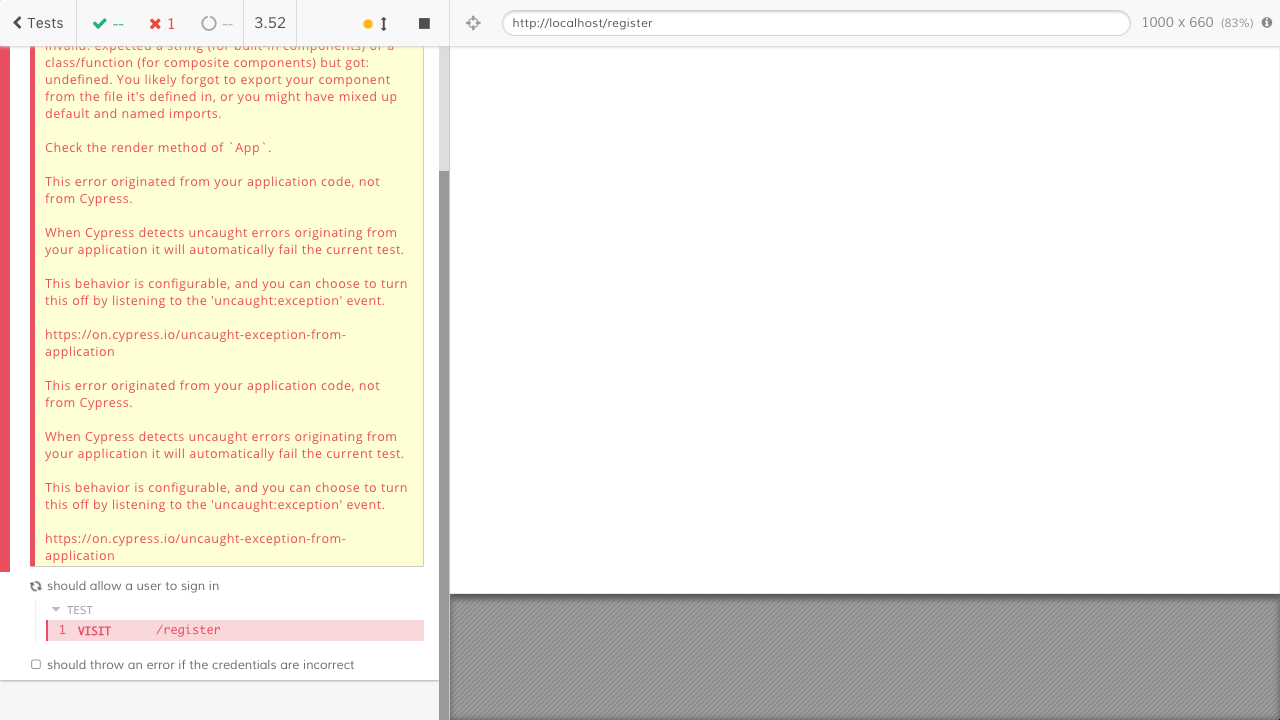 Tests
--
1
--
3.52
http://localhost/register
1000 x 660 (83%)
invalid: expected a string (for built-in components) or a
class/function (for composite components) but got:
undefined. You likely forgot to export your component
from the file it's defined in, or you might have mixed up
default and named imports.
Check the render method of `App`.
This error originated from your application code, not
from Cypress.
When Cypress detects uncaught errors originating from
your application it will automatically fail the current test.
This behavior is configurable, and you can choose to turn
this off by listening to the 'uncaught:exception' event.
https://on.cypress.io/uncaught-exception-from-
application
This error originated from your application code, not
from Cypress.
When Cypress detects uncaught errors originating from
your application it will automatically fail the current test.
This behavior is configurable, and you can choose to turn
this off by listening to the 'uncaught:exception' event.
https://on.cypress.io/uncaught-exception-from-
application
should allow a user to sign in
TEST
1 VISIT /register
should throw an error if the credentials are incorrect